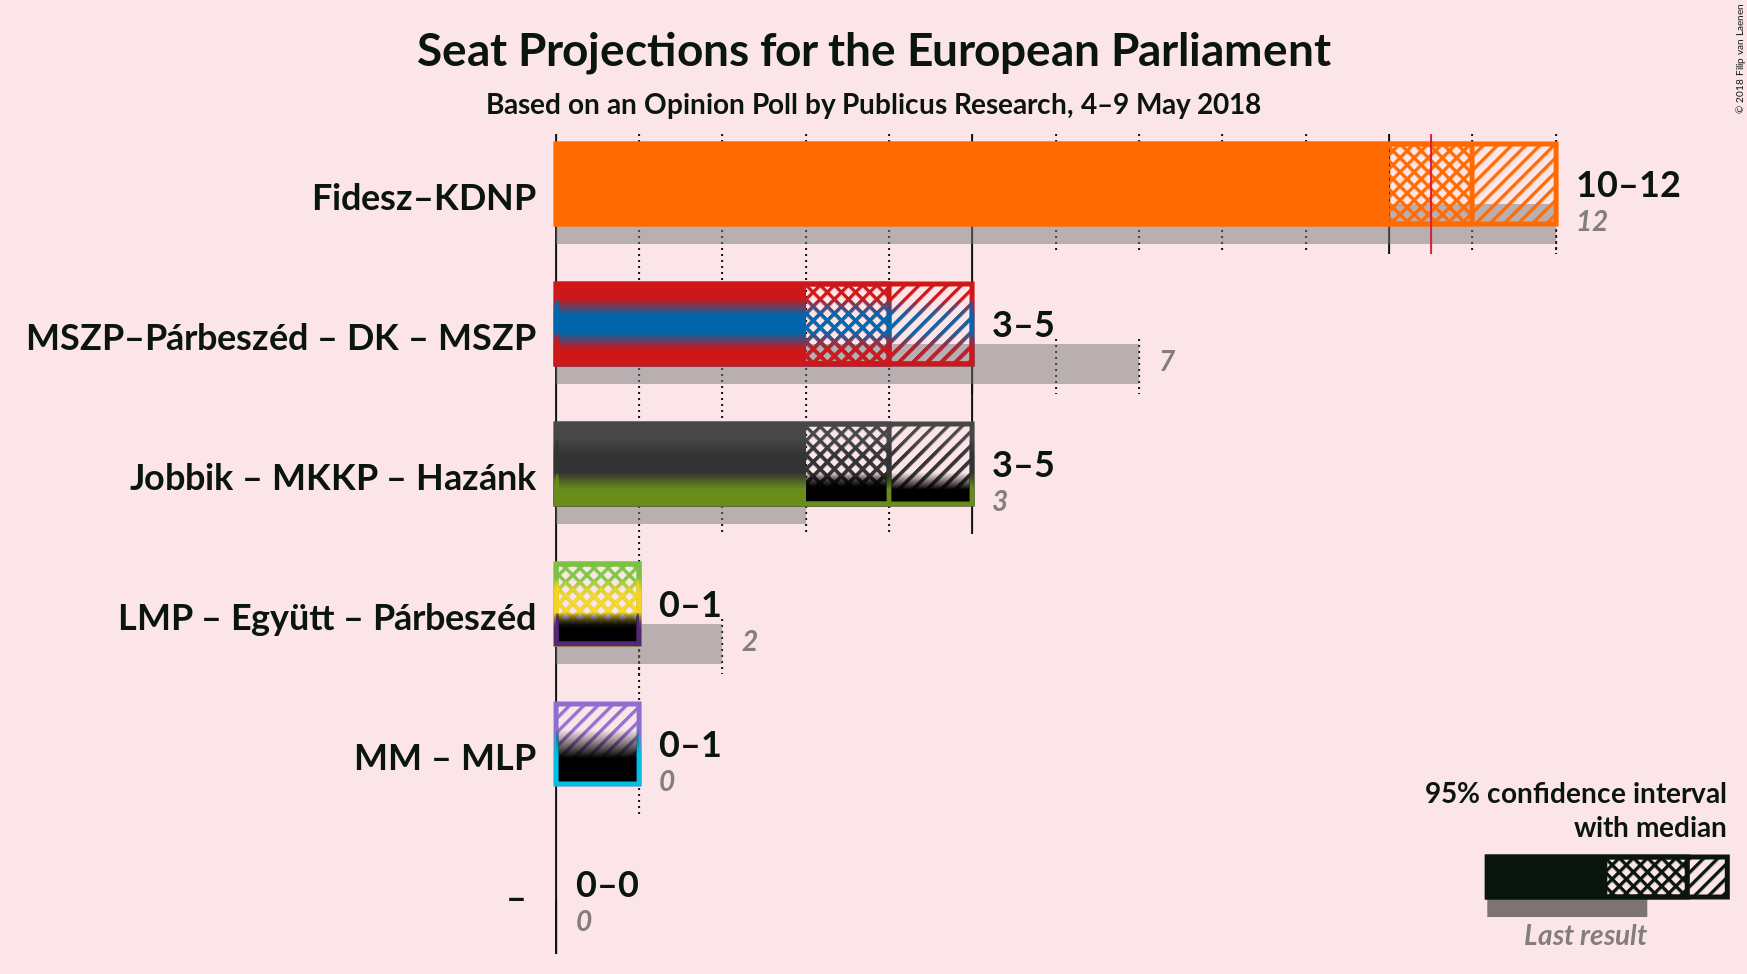 Seat Projections for the European Parliament
Based on an Opinion Poll by Publicus Research, 4–9 May 2018
© 2018 Filip van Laenen
Fidesz–KDNP
10–12
12
MSZP–Párbeszéd – DK – MSZP
3–5
7
Jobbik – MKKP – Hazánk
3–5
3
LMP – Együtt – Párbeszéd
0–1
2
MM – MLP
0–1
0
–
0–0
0
95% confidence interval
with median
Last result